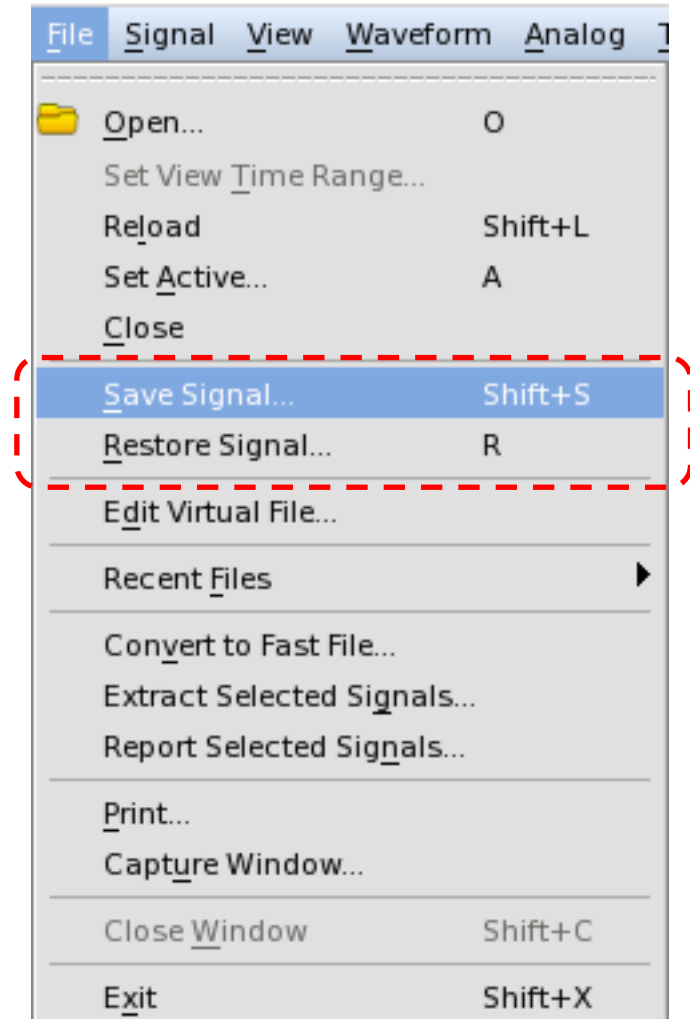 File Signal View Waveform Analog
Open... O
Set View Time Range...
Reload Shift+L
Set Active... A
Close
Save Signal... Shift+S
Restore Signal... R
Edit Virtual File...
Recent Files
Convert to Fast File...
Extract Selected Signals...
Report Selected Signals...
Print...
Capture Window...
Close Window Shift+C
Exit Shift+X